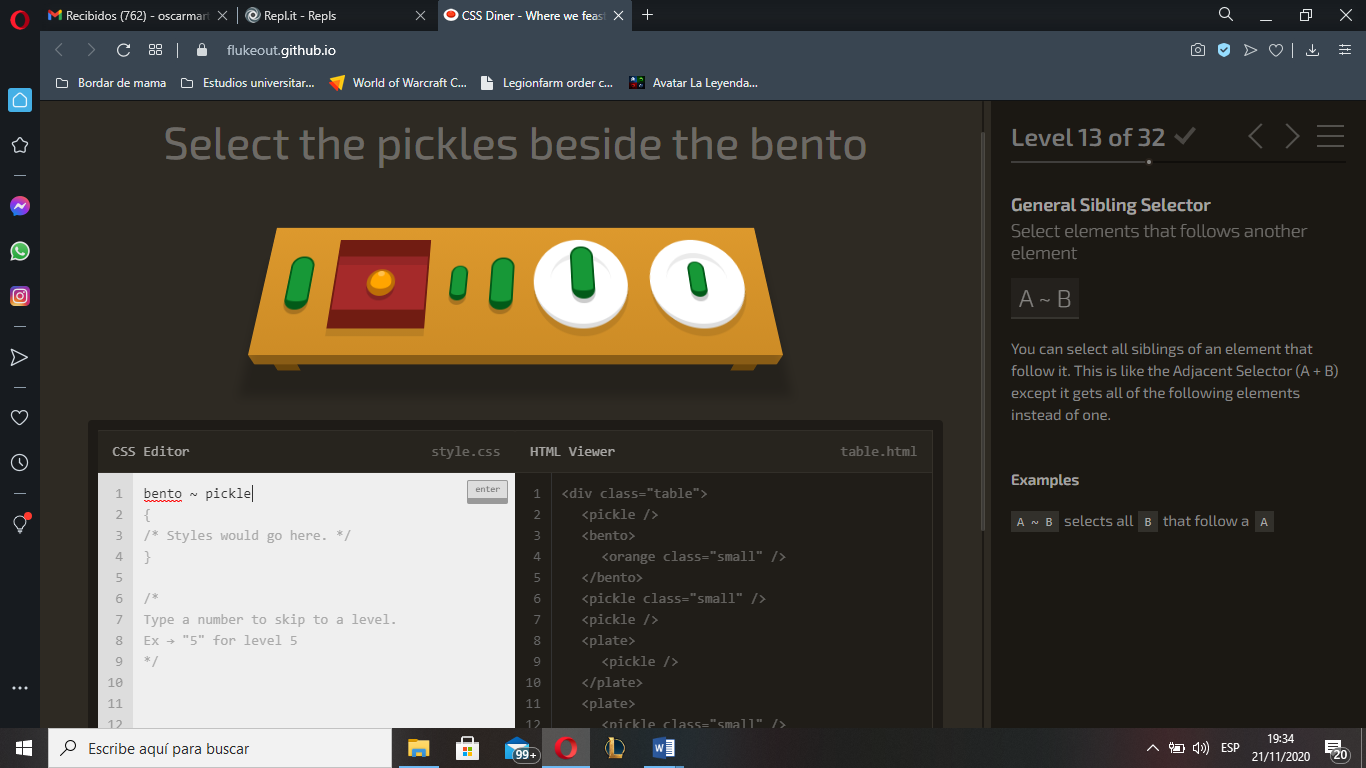 Recibidos (762) - oscarmart
Repl.it - Repls
CSS Diner - Where we feast
flukeout.github.io
Bordar de mama
Estudios universitar...
World of Warcraft C...
Legionfarm order c...
Avatar La Leyenda...
Select the pickles beside the bento
CSS Editor
style.css
1 bento ~ pickle
enter
2 {
3 /* Styles would go here. */
4 }
5
6 /*
7 Type a number to skip to a level.
8 Ex → "5" for level 5
9 */
10
11
12
HTML Viewer
table.html
1 <div class="table">
2 <pickle />
3 <bento>
4 <orange class="small" />
5 </bento>
6 <pickle class="small" />
7 <pickle />
8 <plate>
9 <pickle />
10 </plate>
11 <plate>
12 <pickle class="small" />
Level 13 of 32
General Sibling Selector
Select elements that follows another
element
A ~ B
You can select all siblings of an element that
follow it. This is like the Adjacent Selector (A + B)
except it gets all of the following elements
instead of one.
Examples
A ~ B selects all B that follow a A
Escribe aquí para buscar
99+
ESP
19:34
21/11/2020
20